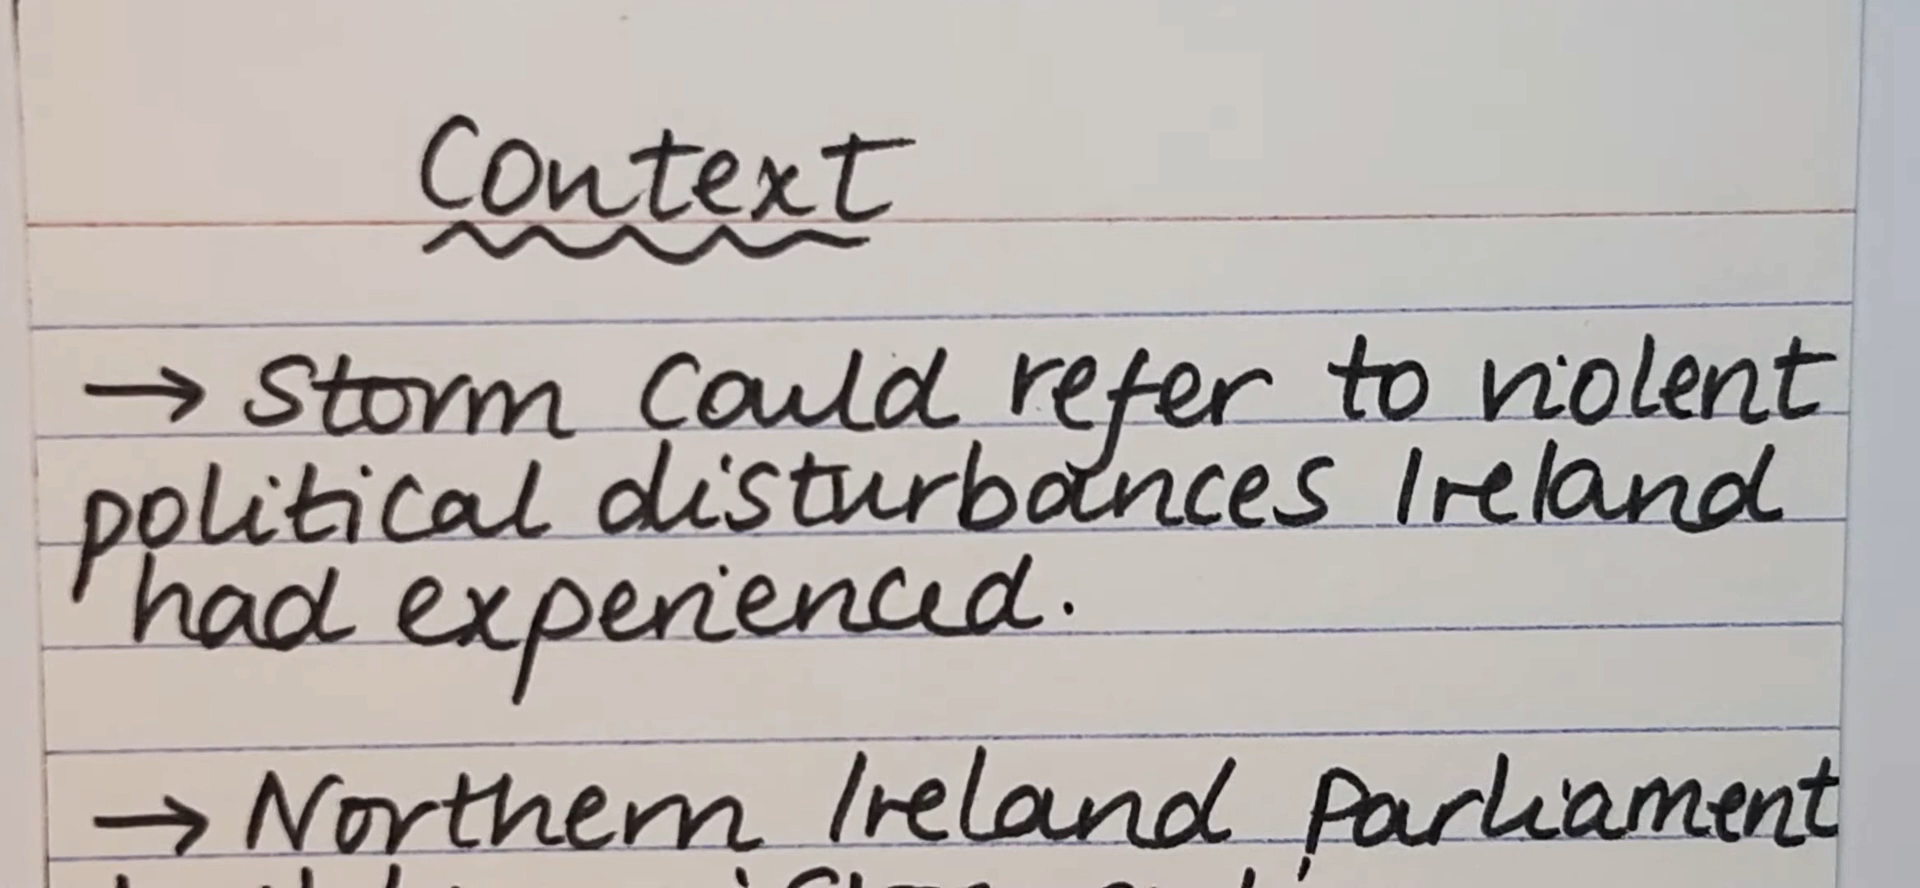 Context
→ Storm could refer to violent
political disturbances Ireland
had experienced.
→ Northern Ireland Parliament